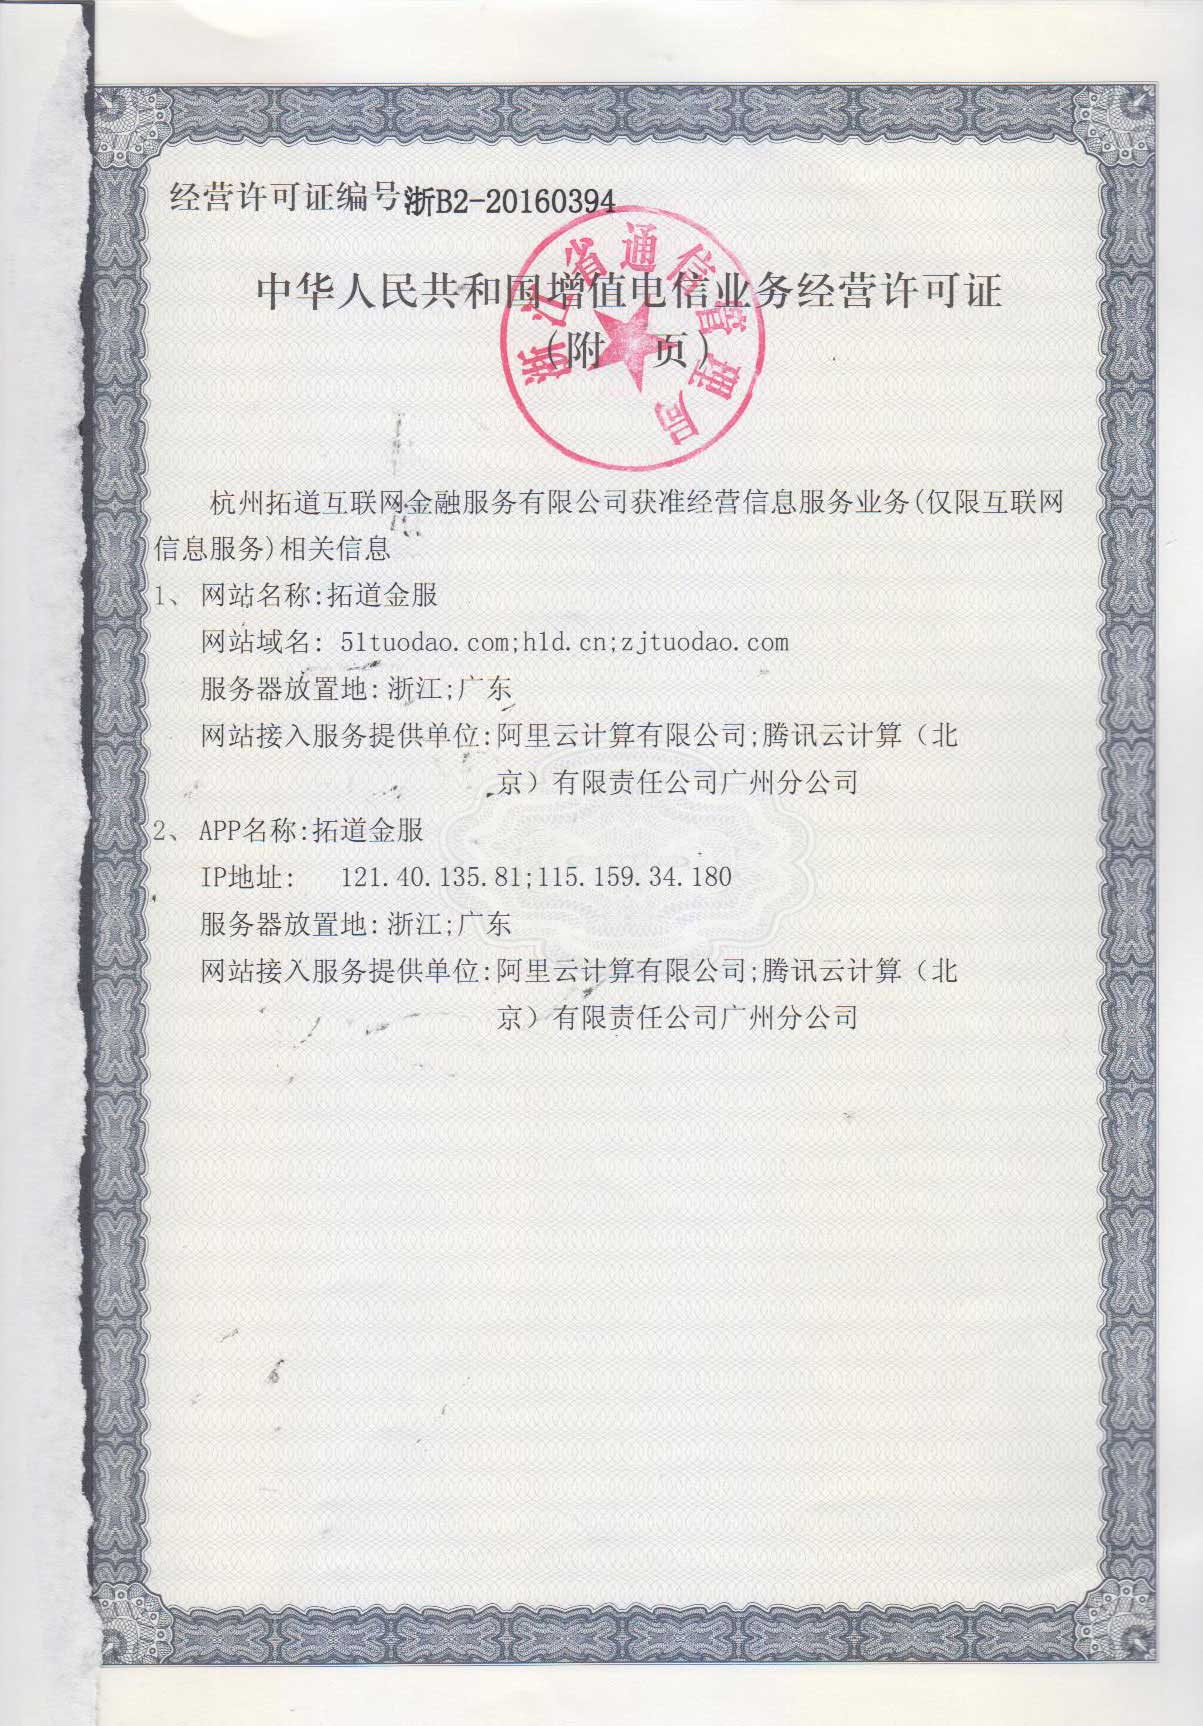 经营许可证编号浙B2-20160394
浙江省通信管理局
中华人民共和国增值电信业务经营许可证
（附 页）
杭州拓道互联网金融服务有限公司获准经营信息服务业务(仅限互联网
信息服务)相关信息
1、 网站名称:拓道金服
网站域名: 51tuodao.com;h1d.cn;zjtuodao.com
服务器放置地:浙江;广东
网站接入服务提供单位:阿里云计算有限公司;腾讯云计算（北
京）有限责任公司广州分公司
2、 APP名称:拓道金服
IP地址: 121.40.135.81;115.159.34.180
服务器放置地:浙江;广东
网站接入服务提供单位:阿里云计算有限公司;腾讯云计算（北
京）有限责任公司广州分公司